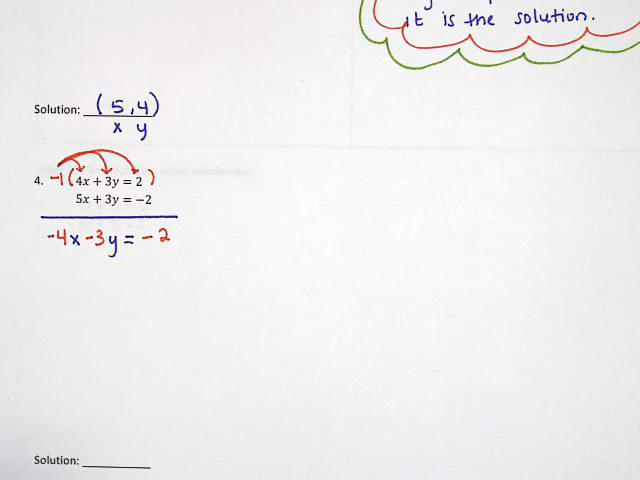 it is the solution.
Solution: (5,4)
x y
4. -1(4x + 3y = 2)
5x + 3y = -2
-4x - 3y = -2
Solution: